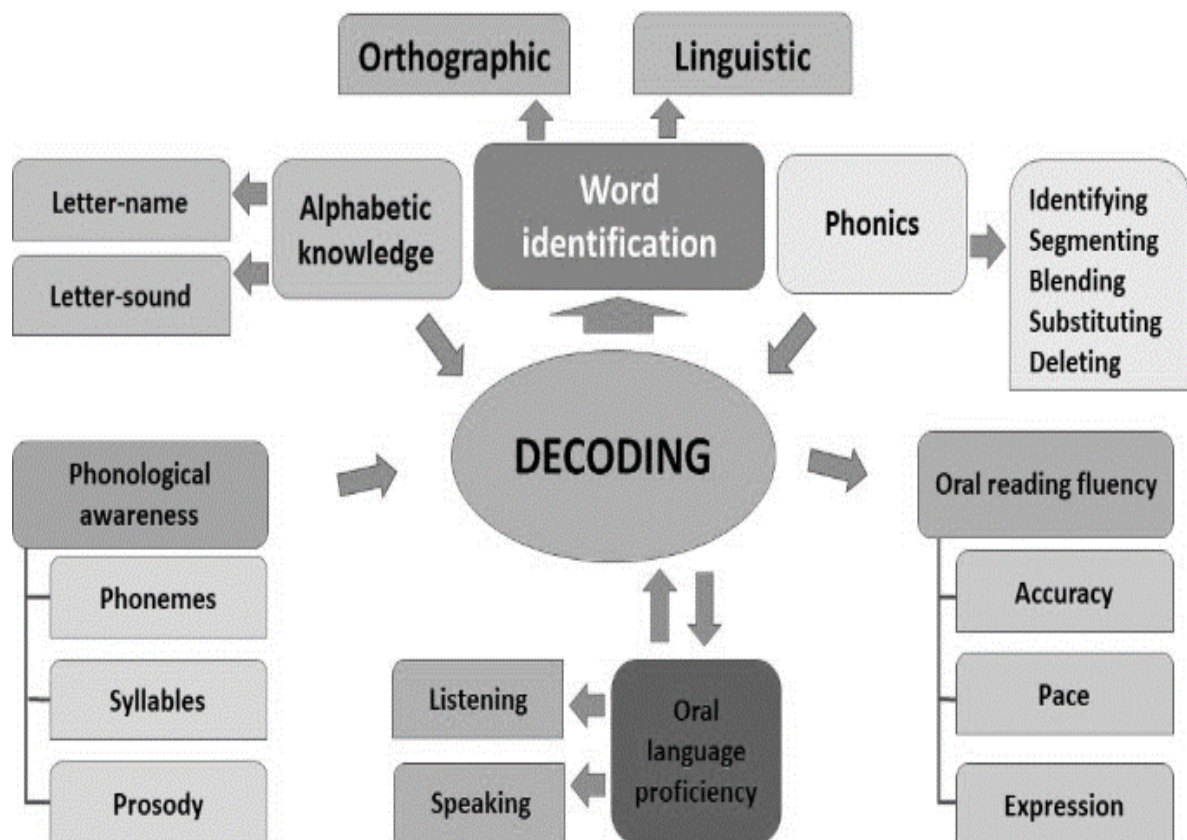 Orthographic
Linguistic
Letter-name
Letter-sound
Alphabetic
knowledge
Word
identification
Phonics
Identifying
Segmenting
Blending
Substituting
Deleting
DECODING
Phonological
awareness
Phonemes
Syllables
Prosody
Listening
Speaking
Oral
language
proficiency
Oral reading fluency
Accuracy
Pace
Expression